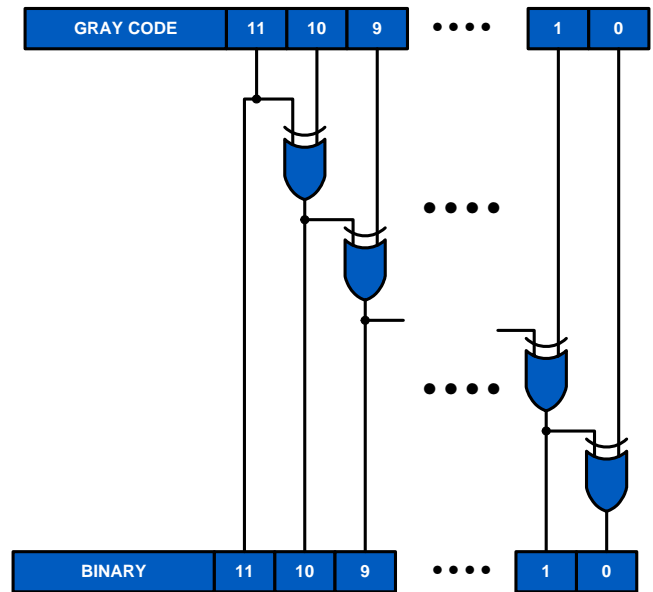 GRAY CODE 11 10 9 •••• 1 0
BINARY 11 10 9 •••• 1 0